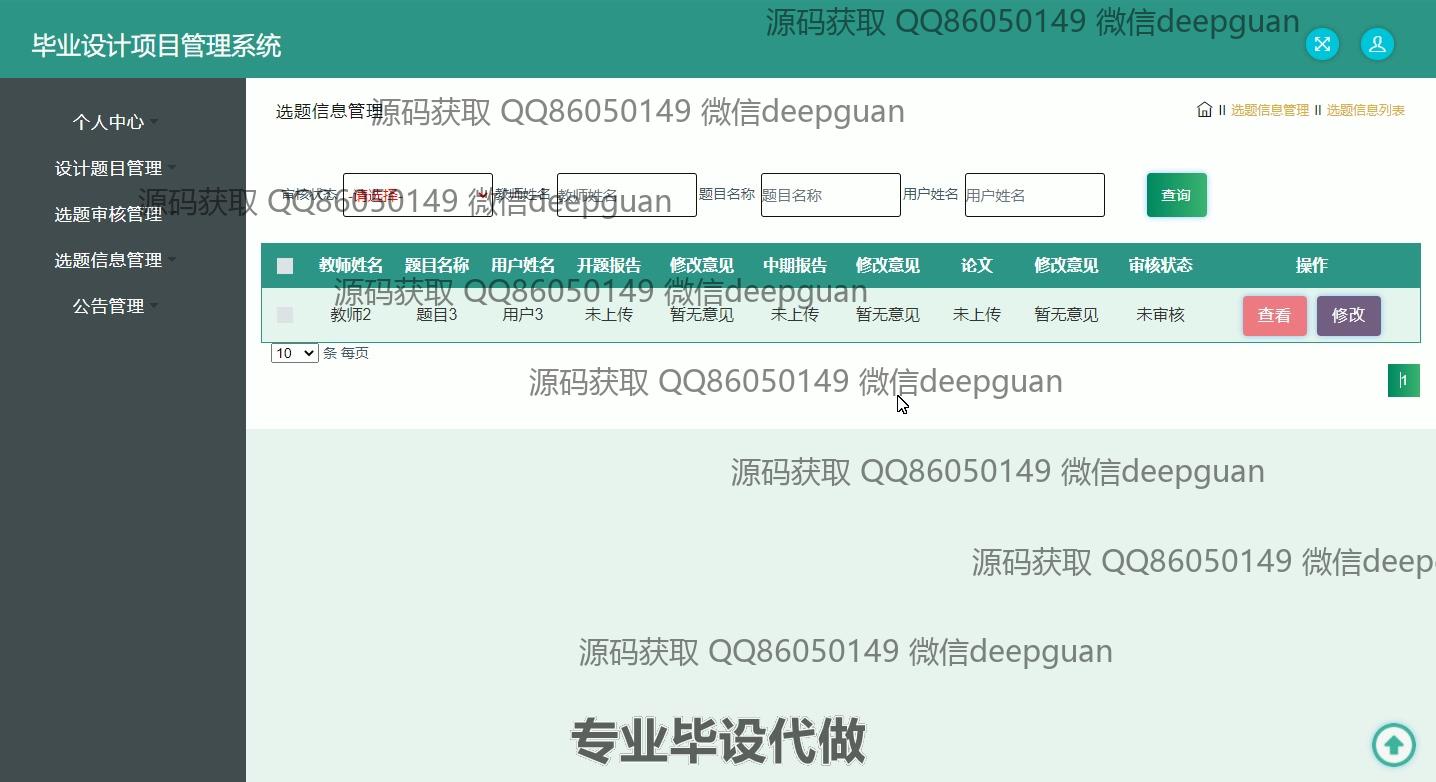 源码获取 QQ86050149 微信deepguan
毕业设计项目管理系统
选题信息管理
源码获取 QQ86050149 微信deepguan
选题信息管理 选题信息列表
个人中心
设计题目管理
选题审核管理
选题信息管理
公告管理
审核状态 -请选择- 教师姓名 教师姓名 题目名称 题目名称 用户姓名 用户姓名 查询
源码获取 QQ86050149 微信deepguan
教师姓名 题目名称 用户姓名 开题报告 修改意见 中期报告 修改意见 论文 修改意见 审核状态 操作
源码获取 QQ86050149 微信deepguan
教师2 题目3 用户3 未上传 暂无意见 未上传 暂无意见 未上传 暂无意见 未审核 查看 修改
10 条 每页
源码获取 QQ86050149 微信deepguan
1
源码获取 QQ86050149 微信deepguan
源码获取 QQ86050149 微信deep
源码获取 QQ86050149 微信deepguan
专业毕设代做